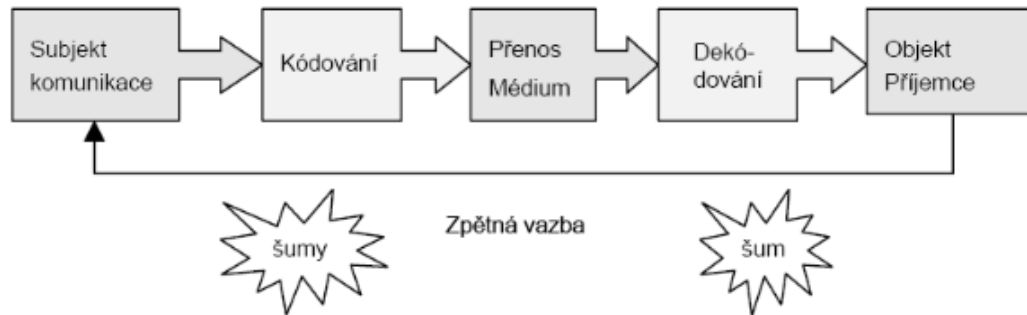 Subjekt
komunikace
Kódování
Přenos
Médium
Dekó-
dování
Objekt
Příjemce
Zpětná vazba
šumy
šum